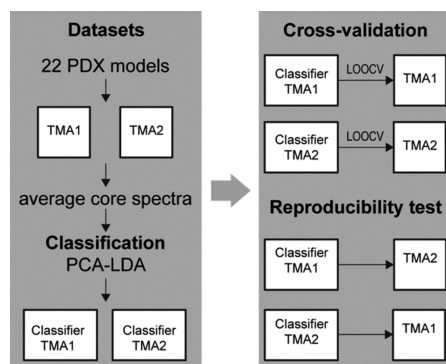 Datasets
22 PDX models
TMA1
TMA2
average core spectra
Classification
PCA-LDA
Classifier
TMA1
Classifier
TMA2
Cross-validation
Classifier
TMA1
LOOCV
TMA1
Classifier
TMA2
LOOCV
TMA2
Reproducibility test
Classifier
TMA1
TMA2
Classifier
TMA2
TMA1